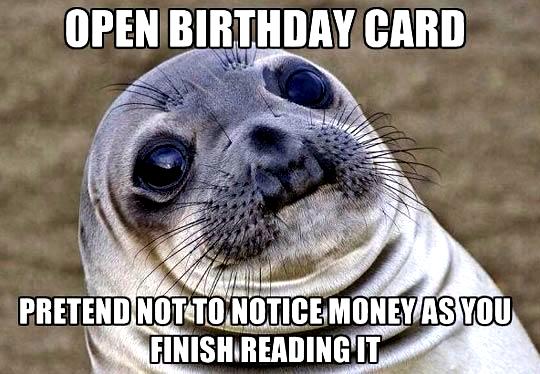 OPEN BIRTHDAY CARD
PRETEND NOT TO NOTICE MONEY AS YOU
FINISH READING IT